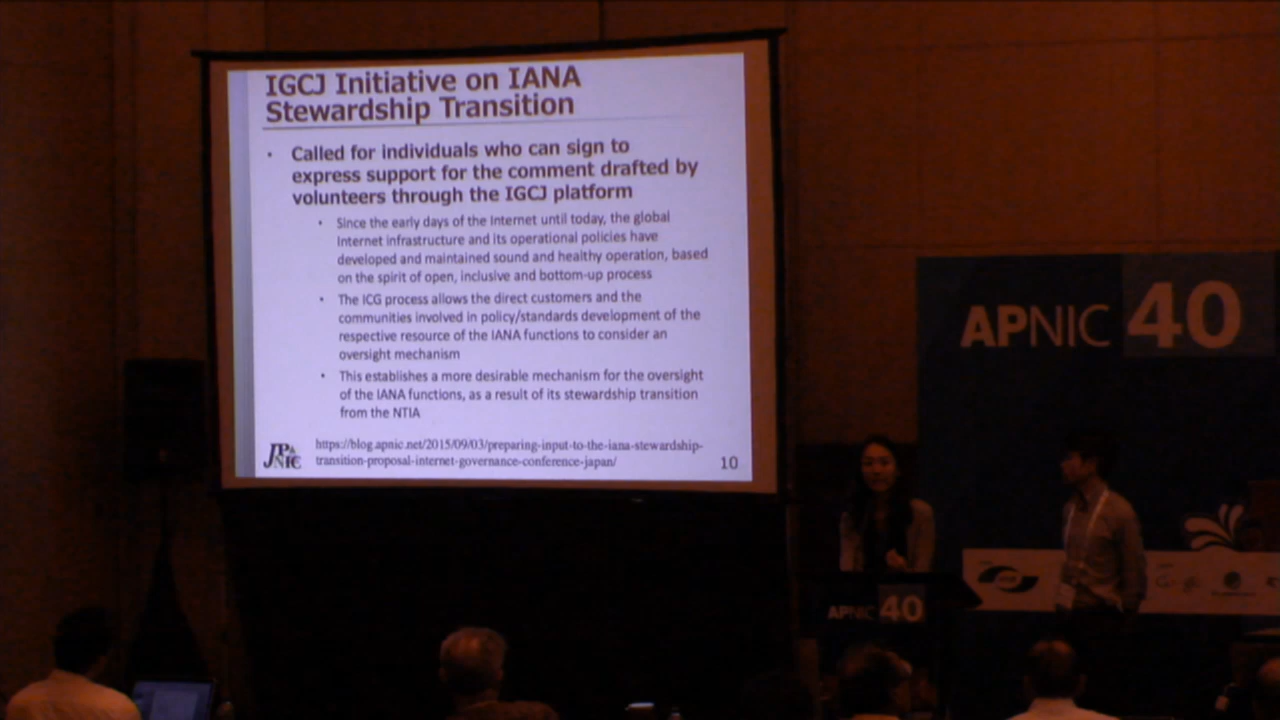 IGCJ Initiative on IANA
Stewardship Transition
• Called for individuals who can sign to
express support for the comment drafted by
volunteers through the IGCJ platform
• Since the early days of the Internet until today, the global
Internet infrastructure and its operational policies have
developed and maintained sound and healthy operation, based
on the spirit of open, inclusive and bottom-up process
• The ICG process allows the direct customers and the
communities involved in policy/standards development of the
respective resource of the IANA functions to consider an
oversight mechanism
• This establishes a more desirable mechanism for the oversight
of the IANA functions, as a result of its stewardship transition
from the NTIA
JPNIC
https://blog.apnic.net/2015/09/03/preparing-input-to-the-iana-stewardship-
transition-proposal-internet-governance-conference-japan/
10
APNIC 40
APNIC 40